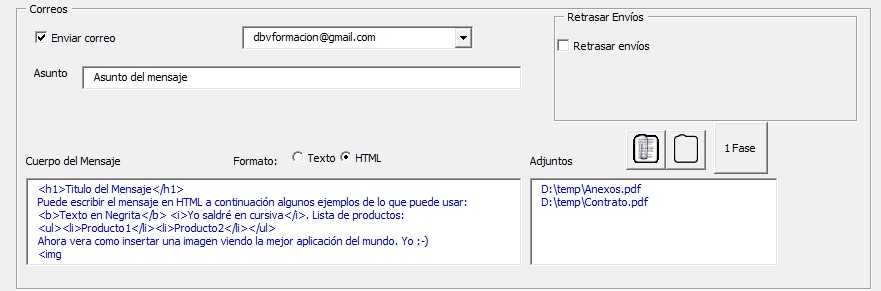 Correos
Retrasar Envíos
Enviar correo
dbvformacion@gmail.com
Retrasar envíos
Asunto
Asunto del mensaje
1 Fase
Cuerpo del Mensaje
Formato:
Texto
HTML
Adjuntos
<h1>Titulo del Mensaje</h1>
Puede escribir el mensaje en HTML a continuación algunos ejemplos de lo que puede usar:
<b>Texto en Negrita</b> <i>Yo saldré en cursiva</i>. Lista de productos:
<ul><li>Producto1</li><li>Producto2</li></ul>
Ahora vera como insertar una imagen viendo la mejor aplicación del mundo. Yo :-)
<img
D:\temp\Anexos.pdf
D:\temp\Contrato.pdf